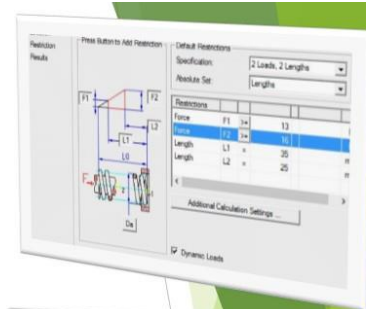 Restriction
Results
Press Button to Add Restriction
F1
F2
L2
L1
L0
F
De
Default Restrictions
Specification:
2 Loads, 2 Lengths
Absolute Set:
Lengths
Restrictions
Force F1 >= 13
Force F2 >= 16
Length L1 = 35
Length L2 = 25
Additional Calculation Settings ...
Dynamic Loads